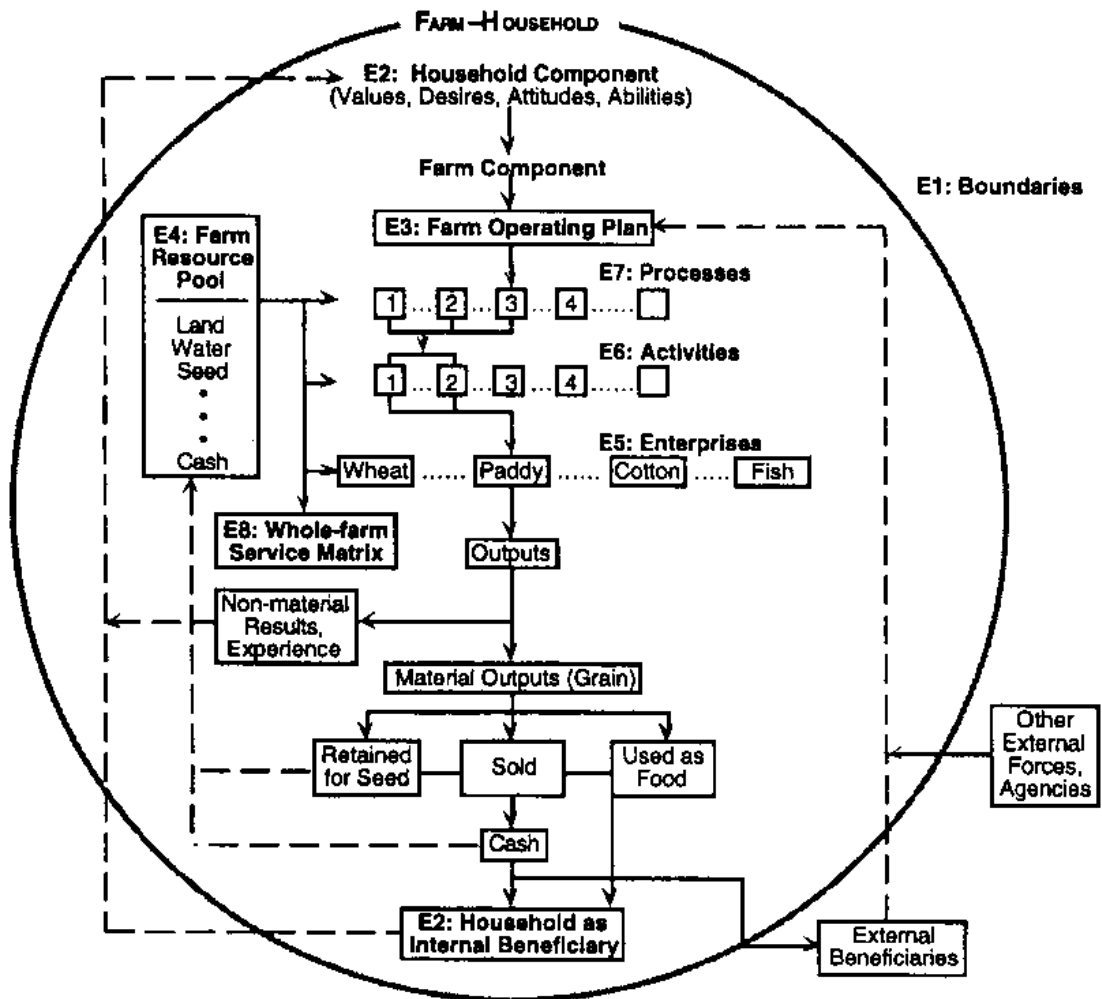 FARM–HOUSEHOLD
E2: Household Component
(Values, Desires, Attitudes, Abilities)
Farm Component
E1: Boundaries
E3: Farm Operating Plan
E4: Farm
Resource
Pool
Land
Water
Seed
•
•
•
Cash
E7: Processes
1 ... 2 ... 3 ..... 4 ......
E6: Activities
1 ... 2 ..... 3 ..... 4 ......
E5: Enterprises
Wheat ...... Paddy ...... Cotton ..... Fish
E8: Whole-farm
Service Matrix
Outputs
Non-material
Results,
Experience
Material Outputs (Grain)
Retained
for Seed
Sold
Used as
Food
Other
External
Forces,
Agencies
Cash
E2: Household as
Internal Beneficiary
External
Beneficiaries